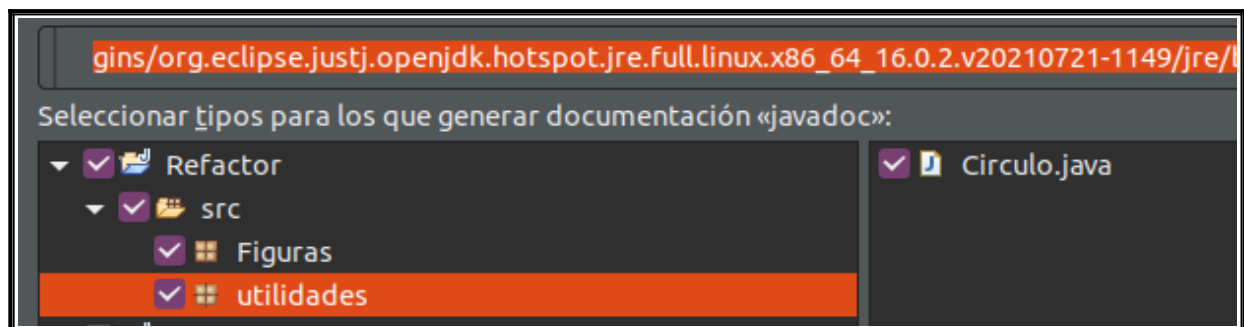 gins/org.eclipse.justj.openjdk.hotspot.jre.full.linux.x86_64_16.0.2.v20210721-1149/jre/
Seleccionar tipos para los que generar documentación «javadoc»:
Refactor
Circulo.java
src
Figuras
utilidades